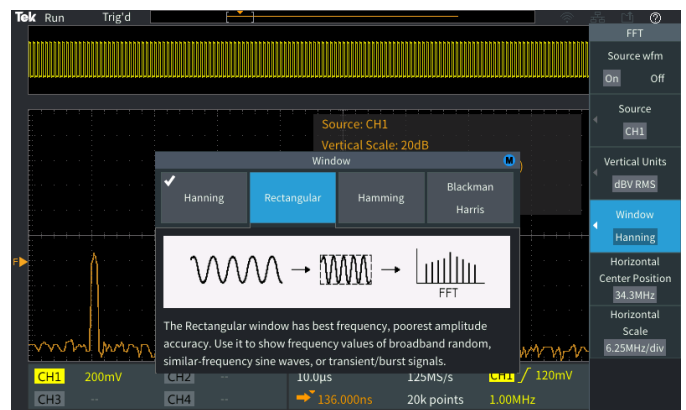 Tek Run Trig'd
FFT
Source wfm
On Off
Source
CH1
Vertical Units
dBV RMS
Window
Hanning
Horizontal
Center Position
34.3MHz
Horizontal
Scale
6.25MHz/div
Source: CH1
Vertical Scale: 20dB
Window M
Hanning Rectangular Hamming Blackman
Harris
FFT
The Rectangular window has best frequency, poorest amplitude
accuracy. Use it to show frequency values of broadband random,
similar-frequency sine waves, or transient/burst signals.
F
CH1 200mV CH2 -- 10.0µs 125MS/s CH1 120mV
CH3 -- CH4 -- 136.000ns 20k points 1.00MHz